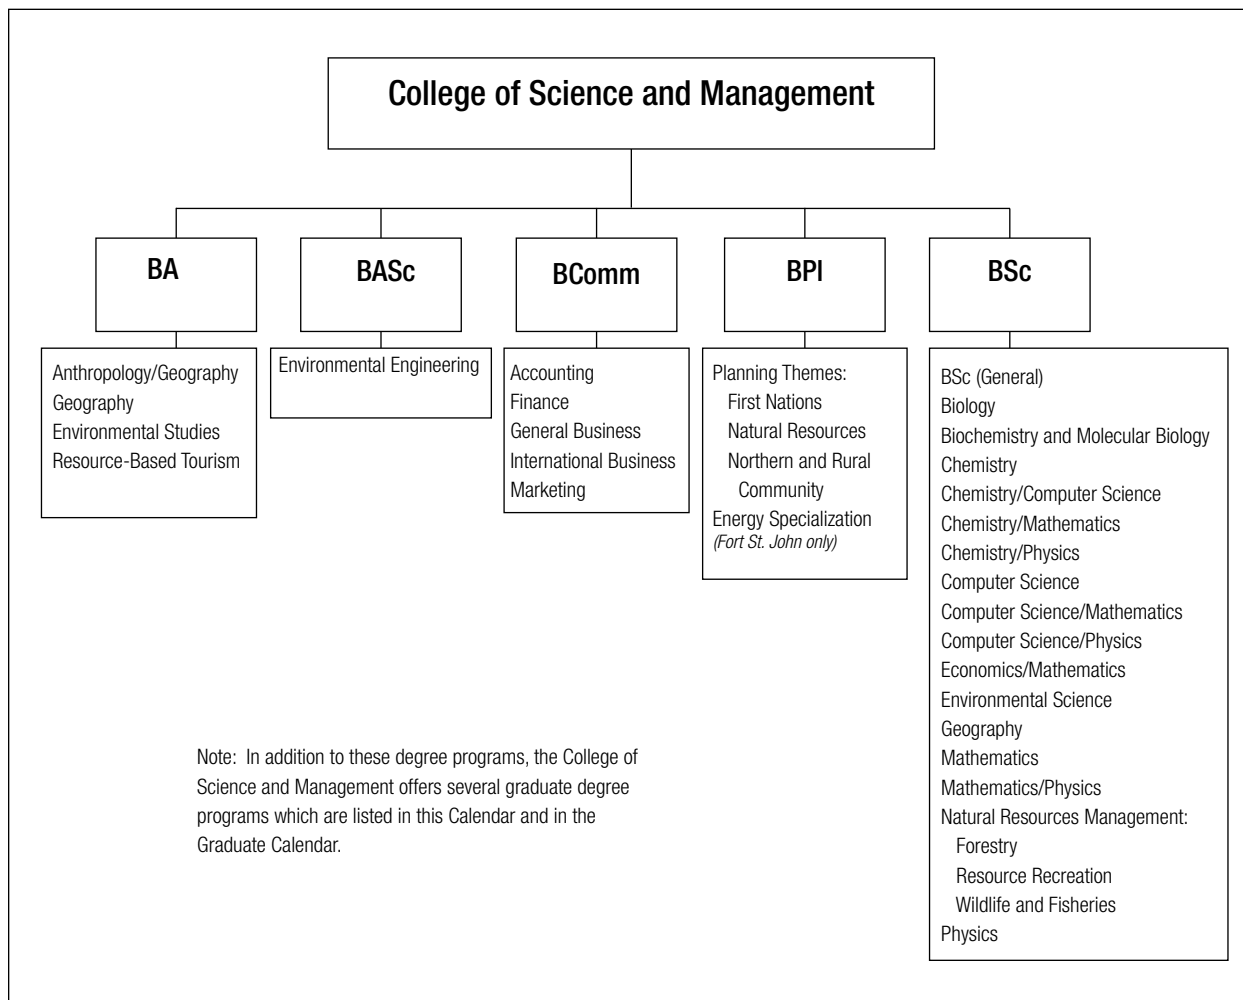 College of Science and Management
BA
Anthropology/Geography
Geography
Environmental Studies
Resource-Based Tourism
BASc
Environmental Engineering
BComm
Accounting
Finance
General Business
International Business
Marketing
BPl
Planning Themes:
First Nations
Natural Resources
Northern and Rural
Community
Energy Specialization
(Fort St. John only)
BSc
BSc (General)
Biology
Biochemistry and Molecular Biology
Chemistry
Chemistry/Computer Science
Chemistry/Mathematics
Chemistry/Physics
Computer Science
Computer Science/Mathematics
Computer Science/Physics
Economics/Mathematics
Environmental Science
Geography
Mathematics
Mathematics/Physics
Natural Resources Management:
Forestry
Resource Recreation
Wildlife and Fisheries
Physics
Note: In addition to these degree programs, the College of
Science and Management offers several graduate degree
programs which are listed in this Calendar and in the
Graduate Calendar.